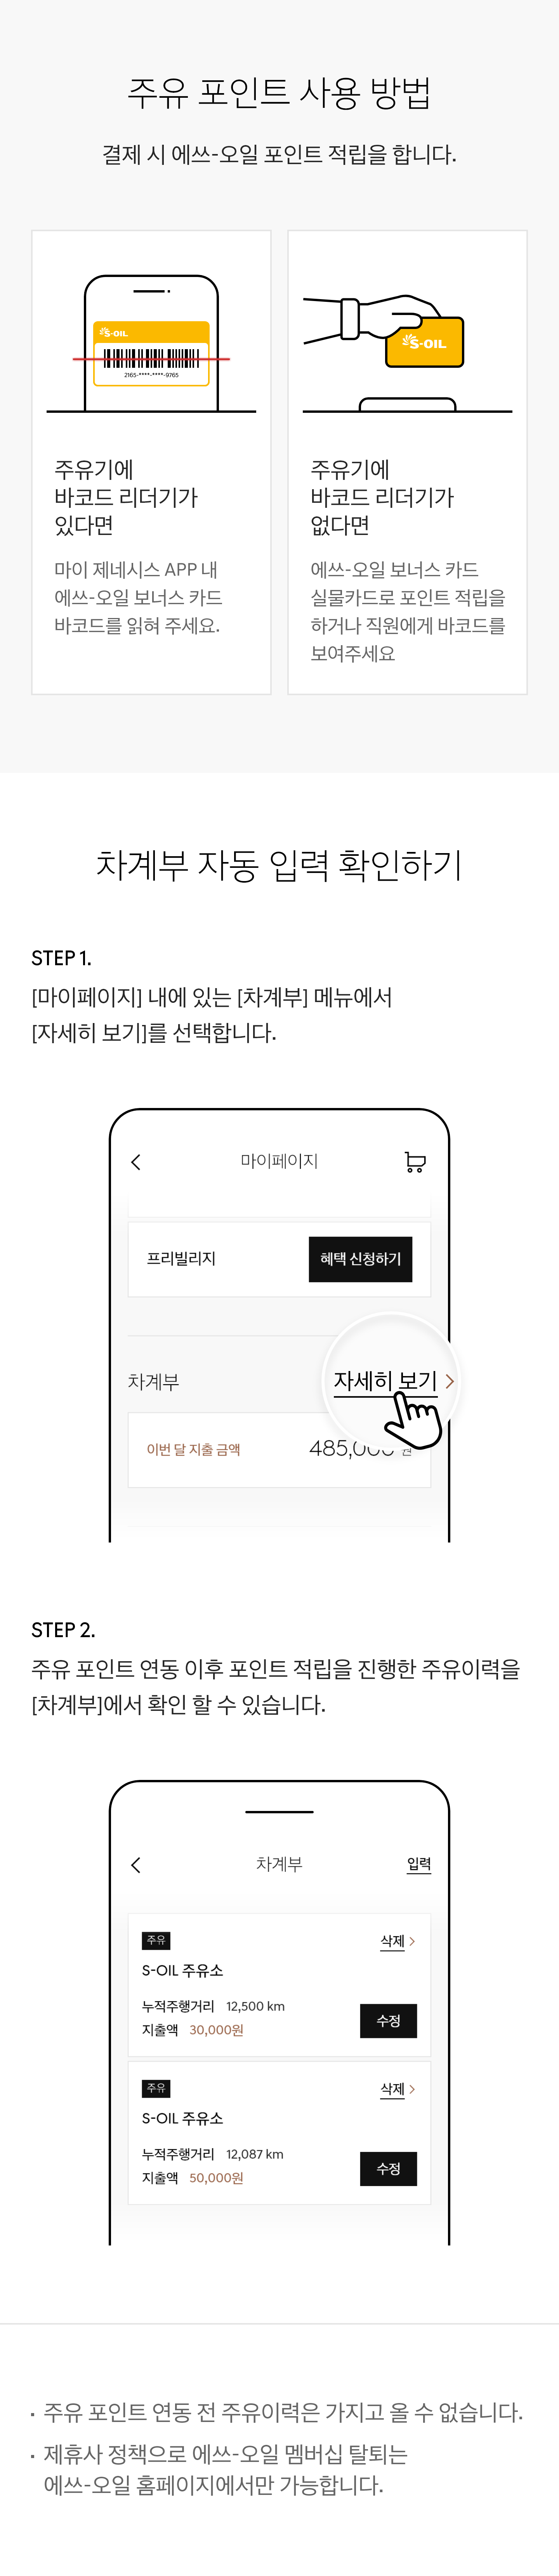 주유 포인트 사용 방법
결제 시 에쓰-오일 포인트 적립을 합니다.
S-OIL
2165-****-****-9765
주유기에
바코드 리더기가
있다면
마이 제네시스 APP 내
에쓰-오일 보너스 카드
바코드를 읽혀 주세요.
S-OIL
주유기에
바코드 리더기가
없다면
에쓰-오일 보너스 카드
실물카드로 포인트 적립을
하거나 직원에게 바코드를
보여주세요
차계부 자동 입력 확인하기
STEP 1.
[마이페이지] 내에 있는 [차계부] 메뉴에서
[자세히 보기]를 선택합니다.
마이페이지
프리빌리지 혜택 신청하기
차계부 자세히 보기
이번 달 지출 금액 485,000 원
STEP 2.
주유 포인트 연동 이후 포인트 적립을 진행한 주유이력을
[차계부]에서 확인 할 수 있습니다.
차계부 입력
주유 삭제
S-OIL 주유소
누적주행거리 12,500 km
지출액 30,000원 수정
주유 삭제
S-OIL 주유소
누적주행거리 12,087 km
지출액 50,000원 수정
· 주유 포인트 연동 전 주유이력은 가지고 올 수 없습니다.
· 제휴사 정책으로 에쓰-오일 멤버십 탈퇴는
에쓰-오일 홈페이지에서만 가능합니다.